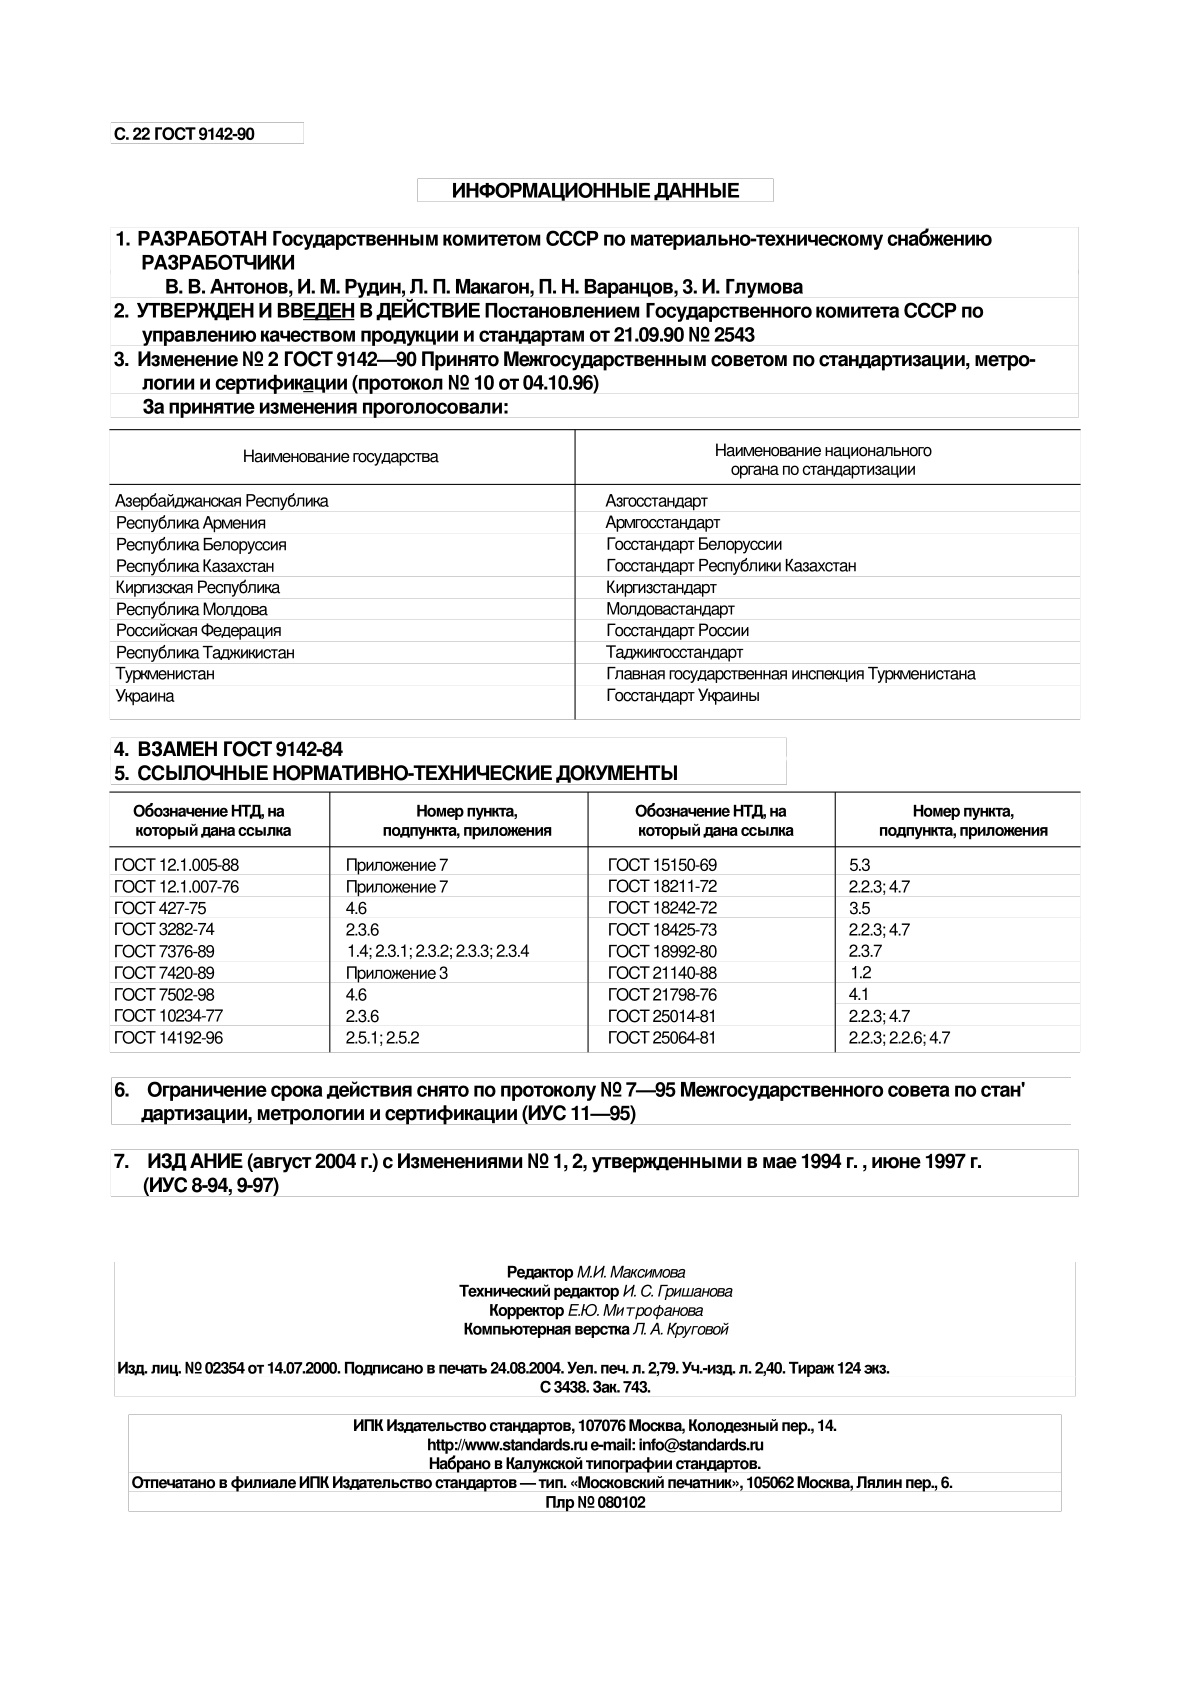 С. 22 ГОСТ 9142-90
ИНФОРМАЦИОННЫЕ ДАННЫЕ
1. РАЗРАБОТАН Государственным комитетом СССР по материально-техническому снабжению
РАЗРАБОТЧИКИ
В. В. Антонов, И. М. Рудин, Л. П. Макагон, П. Н. Варанцов, З. И. Глумова
2. УТВЕРЖДЕН И ВВЕДЕН В ДЕЙСТВИЕ Постановлением Государственного комитета СССР по
управлению качеством продукции и стандартам от 21.09.90 № 2543
3. Изменение № 2 ГОСТ 9142—90 Принято Межгосударственным советом по стандартизации, метро-
логии и сертификации (протокол № 10 от 04.10.96)
За принятие изменения проголосовали:
Наименование государства Наименование национального
органа по стандартизации
Азербайджанская Республика Азгосстандарт
Республика Армения Армгосстандарт
Республика Белоруссия Госстандарт Белоруссии
Республика Казахстан Госстандарт Республики Казахстан
Киргизская Республика Киргизстандарт
Республика Молдова Молдовастандарт
Российская Федерация Госстандарт России
Республика Таджикистан Таджикгосстандарт
Туркменистан Главная государственная инспекция Туркменистана
Украина Госстандарт Украины
4. ВЗАМЕН ГОСТ 9142-84
5. ССЫЛОЧНЫЕ НОРМАТИВНО-ТЕХНИЧЕСКИЕ ДОКУМЕНТЫ
Обозначение НТД, на Номер пункта, Обозначение НТД, на Номер пункта,
который дана ссылка подпункта, приложения который дана ссылка подпункта, приложения
ГОСТ 12.1.005-88 Приложение 7 ГОСТ 15150-69 5.3
ГОСТ 12.1.007-76 Приложение 7 ГОСТ 18211-72 2.2.3; 4.7
ГОСТ 427-75 4.6 ГОСТ 18242-72 3.5
ГОСТ 3282-74 2.3.6 ГОСТ 18425-73 2.2.3; 4.7
ГОСТ 7376-89 1.4; 2.3.1; 2.3.2; 2.3.3; 2.3.4 ГОСТ 18992-80 2.3.7
ГОСТ 7420-89 Приложение 3 ГОСТ 21140-88 1.2
ГОСТ 7502-98 4.6 ГОСТ 21798-76 4.1
ГОСТ 10234-77 2.3.6 ГОСТ 25014-81 2.2.3; 4.7
ГОСТ 14192-96 2.5.1; 2.5.2 ГОСТ 25064-81 2.2.3; 2.2.6; 4.7
6. Ограничение срока действия снято по протоколу № 7—95 Межгосударственного совета по стан'
дартизации, метрологии и сертификации (ИУС 11—95)
7. ИЗД АНИЕ (август 2004 г.) с Изменениями № 1, 2, утвержденными в мае 1994 г. , июне 1997 г.
(ИУС 8-94, 9-97)
Редактор М.И. Максимова
Технический редактор И. С. Гришанова
Корректор Е.Ю. Митрофанова
Компьютерная верстка Л. А. Круговой
Изд. лиц. № 02354 от 14.07.2000. Подписано в печать 24.08.2004. Уел. печ. л. 2,79. Уч.-изд. л. 2,40. Тираж 124 экз.
С 3438. Зак. 743.
ИПК Издательство стандартов, 107076 Москва, Колодезный пер., 14.
http://www.standards.ru e-mail: info@standards.ru
Набрано в Калужской типографии стандартов.
Отпечатано в филиале ИПК Издательство стандартов — тип. «Московский печатник», 105062 Москва, Лялин пер., 6.
Плр № 080102